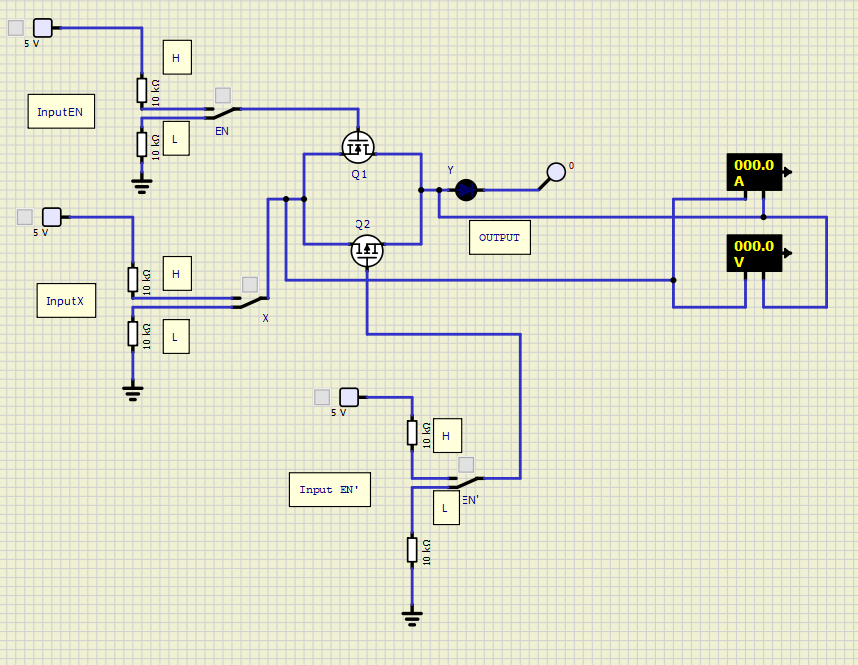 5 V
H
10 kΩ
InputEN
L
10 kΩ
EN
Q1
Y
0
000.0
A
5 V
Q2
OUTPUT
000.0
V
H
10 kΩ
InputX
X
L
10 kΩ
5 V
H
10 kΩ
Input EN'
L
EN'
10 kΩ